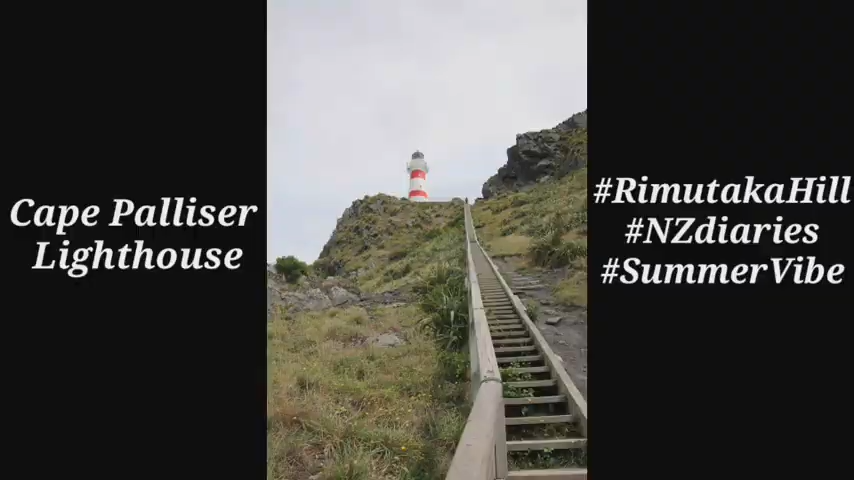 Cape Palliser
Lighthouse
#RimutakaHill
#NZdiaries
#SummerVibe